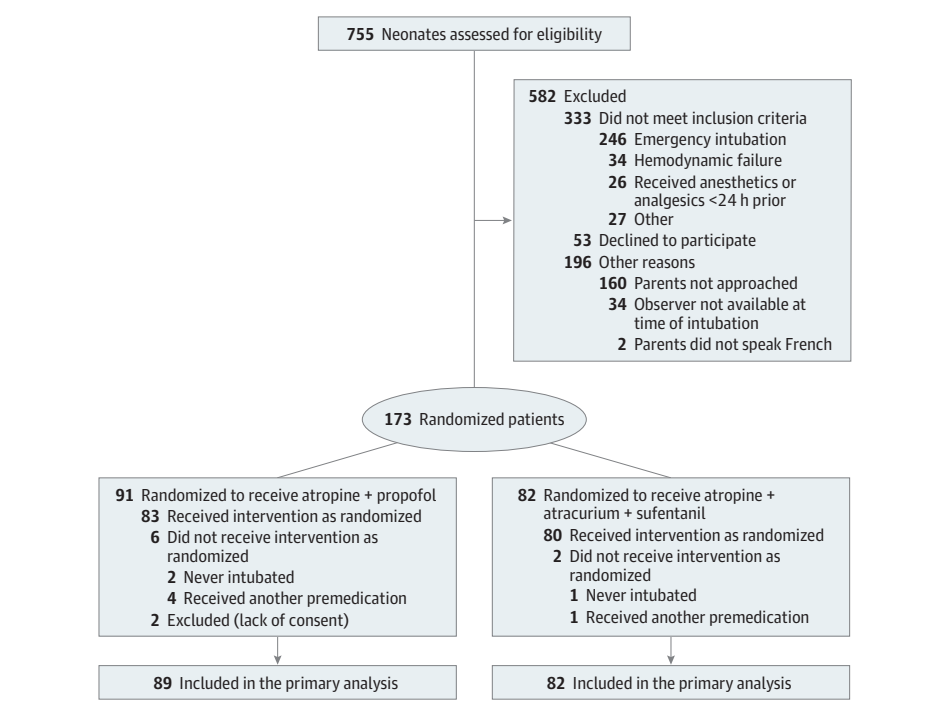 755 Neonates assessed for eligibility
582 Excluded
333 Did not meet inclusion criteria
246 Emergency intubation
34 Hemodynamic failure
26 Received anesthetics or
analgesics <24 h prior
27 Other
53 Declined to participate
196 Other reasons
160 Parents not approached
34 Observer not available at
time of intubation
2 Parents did not speak French
173 Randomized patients
91 Randomized to receive atropine + propofol
83 Received intervention as randomized
6 Did not receive intervention as
randomized
2 Never intubated
4 Received another premedication
2 Excluded (lack of consent)
82 Randomized to receive atropine +
atracurium + sufentanil
80 Received intervention as randomized
2 Did not receive intervention as
randomized
1 Never intubated
1 Received another premedication
89 Included in the primary analysis
82 Included in the primary analysis